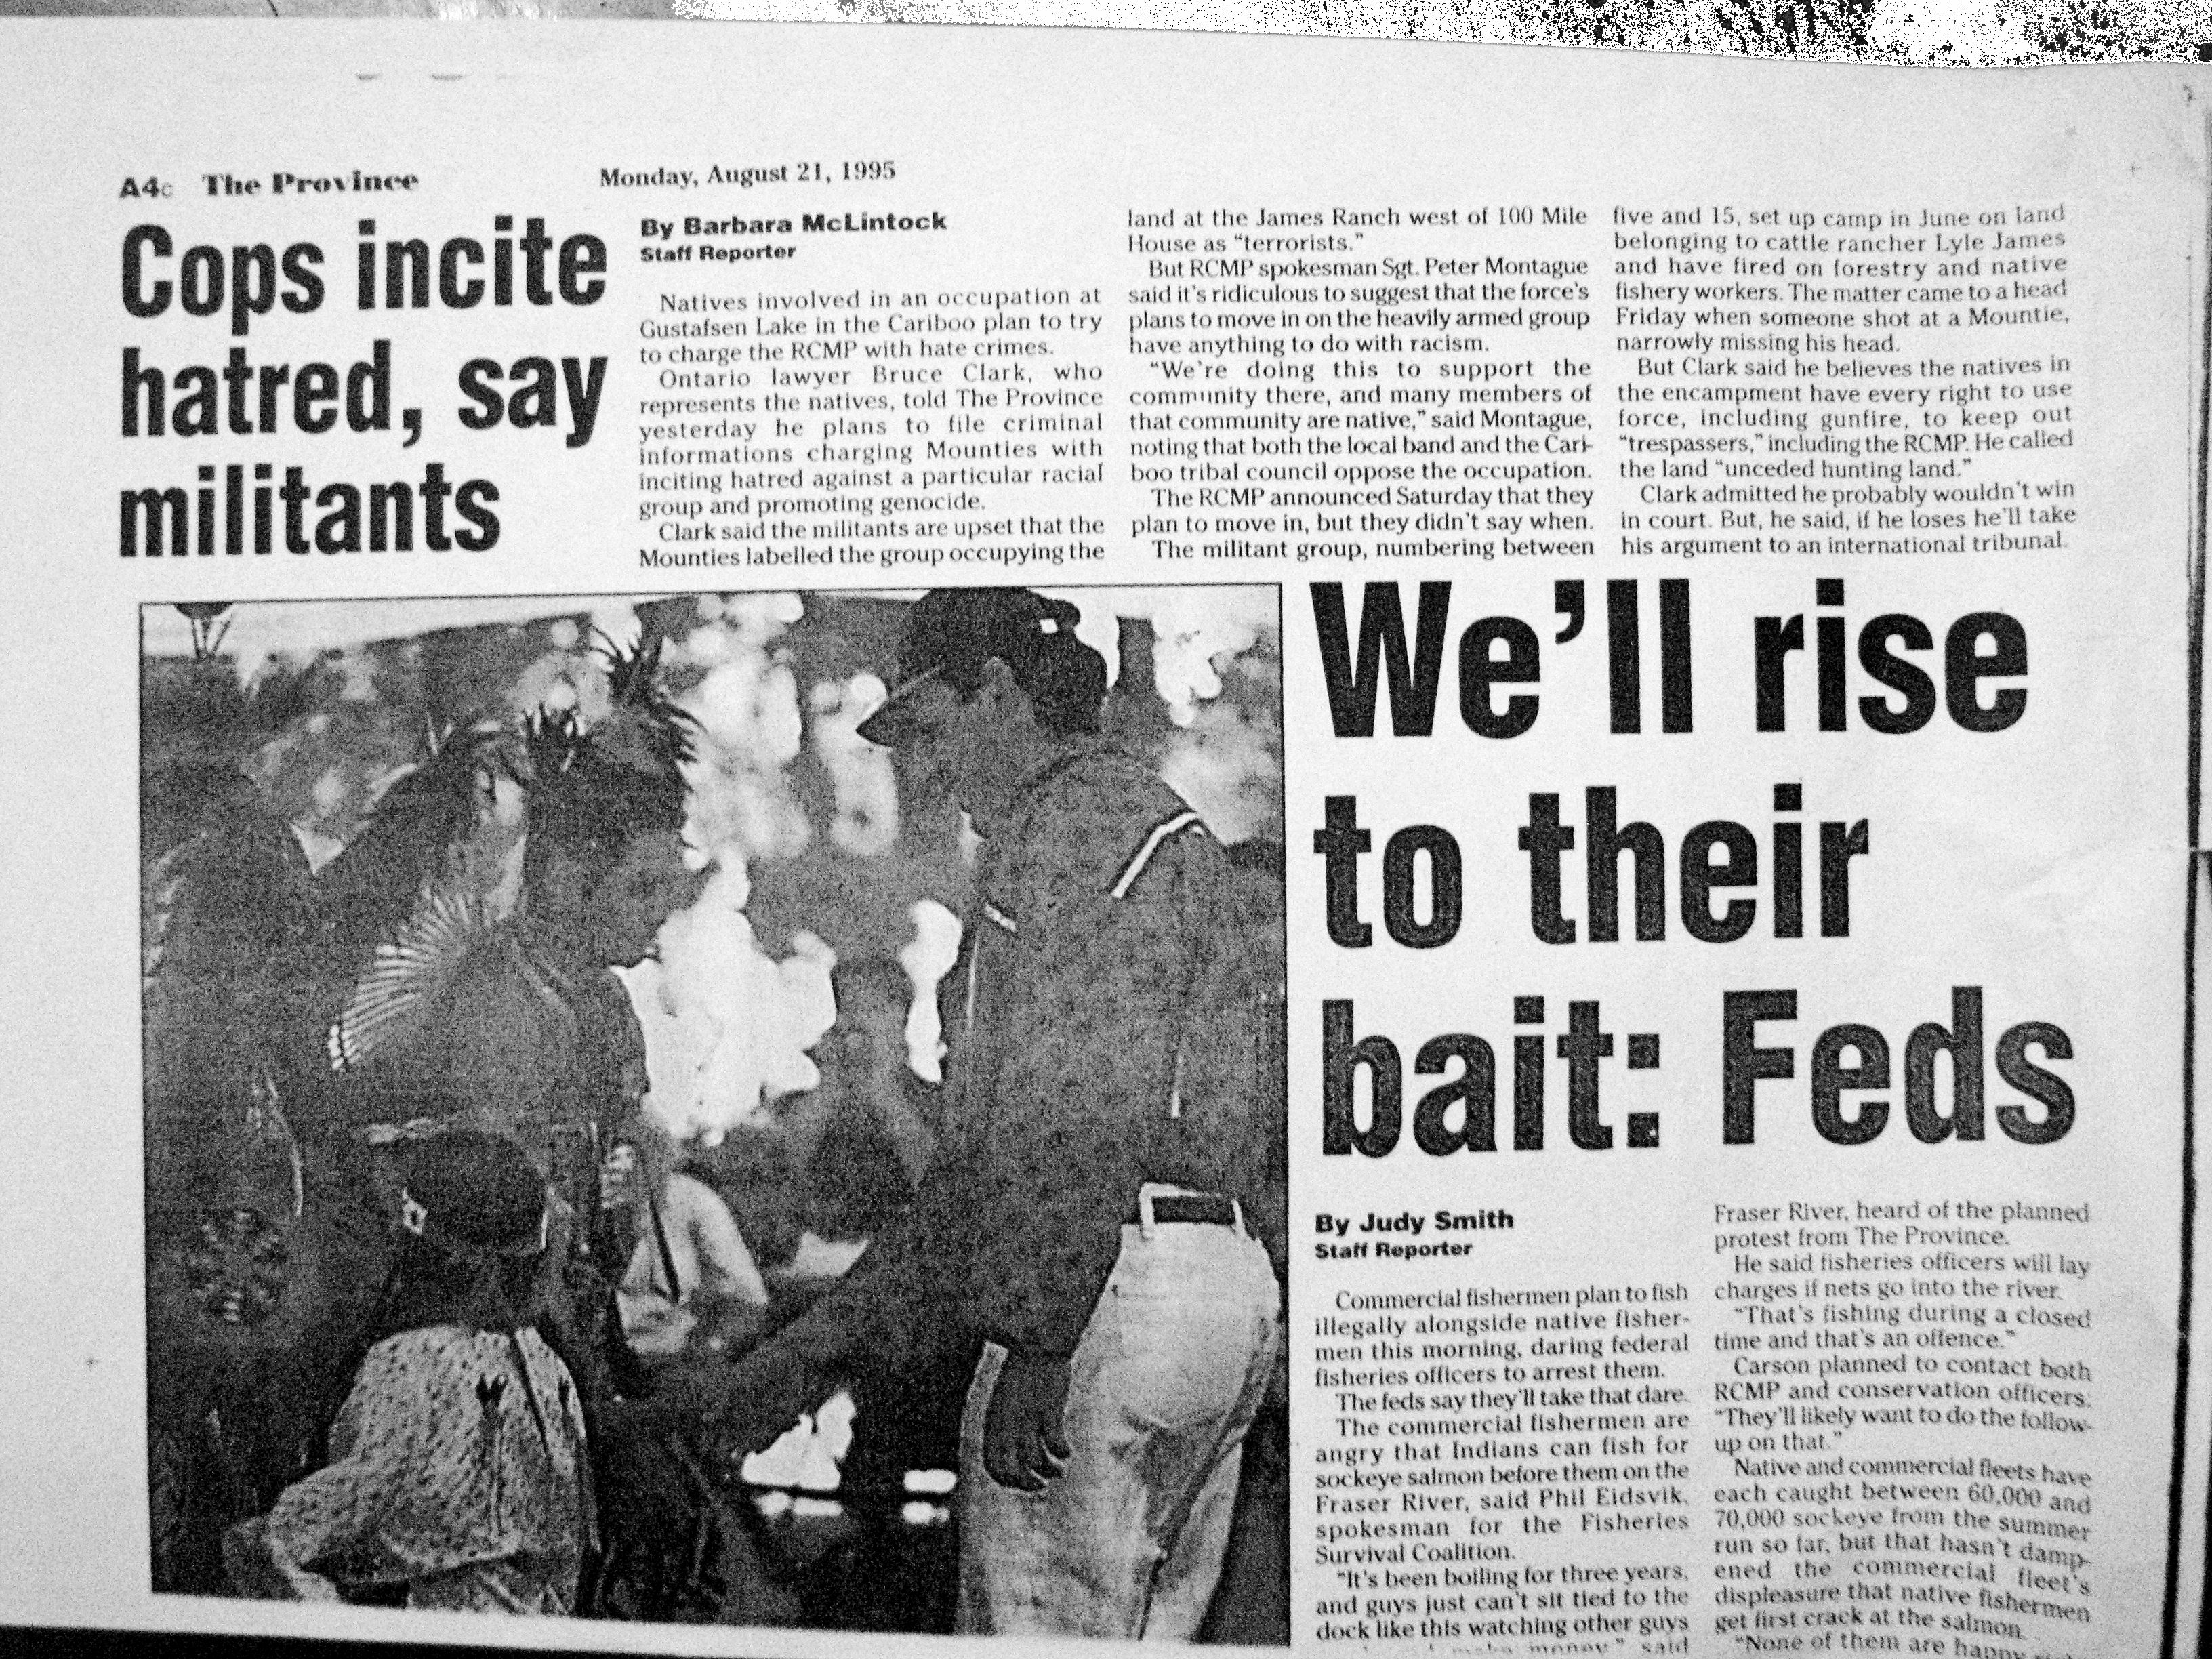 A4c The Province Monday, August 21, 1995
Cops incite
hatred, say
militants
By Barbara McLintock
Staff Reporter
Natives involved in an occupation at
Gustafsen Lake in the Cariboo plan to try
to charge the RCMP with hate crimes.
Ontario lawyer Bruce Clark, who
represents the natives, told The Province
yesterday he plans to file criminal
informations charging Mounties with
inciting hatred against a particular racial
group and promoting genocide.
Clark said the militants are upset that the
Mounties labelled the group occupying the
land at the James Ranch west of 100 Mile
House as “terrorists.”
But RCMP spokesman Sgt. Peter Montague
said it's ridiculous to suggest that the force's
plans to move in on the heavily armed group
have anything to do with racism.
“We're doing this to support the
community there, and many members of
that community are native,” said Montague,
noting that both the local band and the Cari-
boo tribal council oppose the occupation.
The RCMP announced Saturday that they
plan to move in, but they didn't say when.
The militant group, numbering between
five and 15, set up camp in June on land
belonging to cattle rancher Lyle James
and have fired on forestry and native
fishery workers. The matter came to a head
Friday when someone shot at a Mountie,
narrowly missing his head.
But Clark said he believes the natives in
the encampment have every right to use
force, including gunfire, to keep out
“trespassers,” including the RCMP. He called
the land “unceded hunting land.”
Clark admitted he probably wouldn't win
in court. But, he said, if he loses he'll take
his argument to an international tribunal.
We'll rise
to their
bait: Feds
By Judy Smith
Staff Reporter
Commercial fishermen plan to fish
illegally alongside native fisher-
men this morning, daring federal
fisheries officers to arrest them.
The feds say they'll take that dare.
The commercial fishermen are
angry that Indians can fish for
sockeye salmon before them on the
Fraser River, said Phil Eidsvik,
spokesman for the Fisheries
Survival Coalition.
“It's been boiling for three years,
and guys just can't sit tied to the
dock like this watching other guys
make money,” said
Fraser River, heard of the planned
protest from The Province.
He said fisheries officers will lay
charges if nets go into the river.
“That's fishing during a closed
time and that's an offence.”
Carson planned to contact both
RCMP and conservation officers.
“They'll likely want to do the follow-
up on that.”
Native and commercial fleets have
each caught between 60,000 and
70,000 sockeye from the summer
run so far, but that hasn't damp-
ened the commercial fleet's
displeasure that native fishermen
get first crack at the salmon.
“None of them are happy